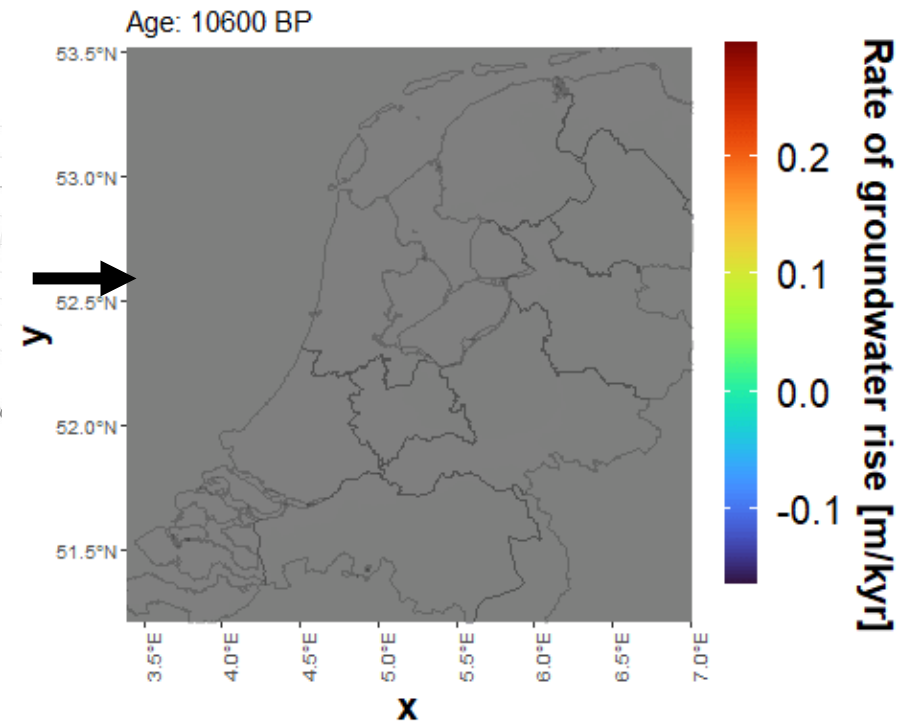 Age: 10600 BP
53.5°N
53.0°N
52.5°N
52.0°N
51.5°N
y
3.5°E
4.0°E
4.5°E
5.0°E
5.5°E
6.0°E
6.5°E
7.0°E
x
0.2
0.1
0.0
-0.1
Rate of groundwater rise [m/kyr]